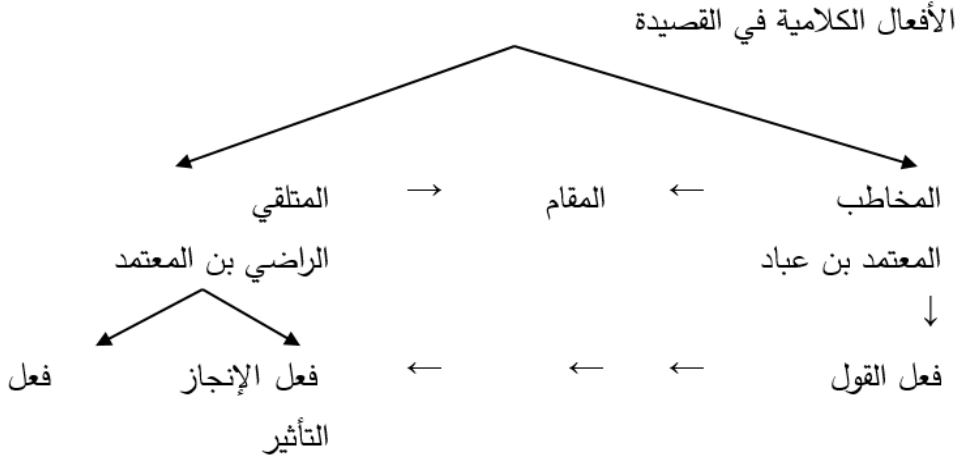 الأفعال الكلامية في القصيدة
المخاطب ← المقام → المتلقي
المعتمد بن عباد الراضي بن المعتمد
↓
فعل القول ← ← ← فعل الإنجاز فعل
التأثير